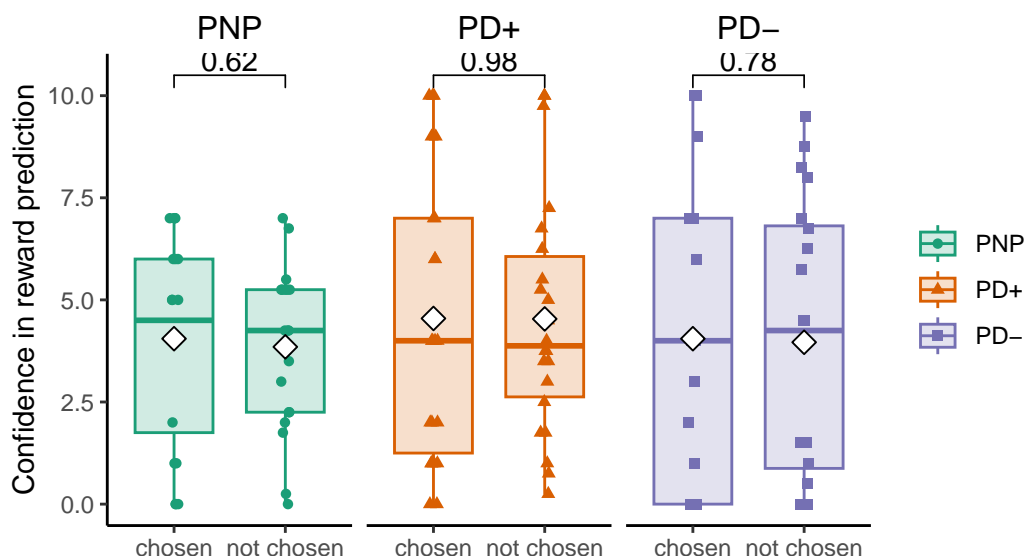 PNP PD+ PD−
0.62 0.98 0.78
Confidence in reward prediction
10.0
7.5
5.0
2.5
0.0
chosen not chosen chosen not chosen chosen not chosen
PNP
PD+
PD−